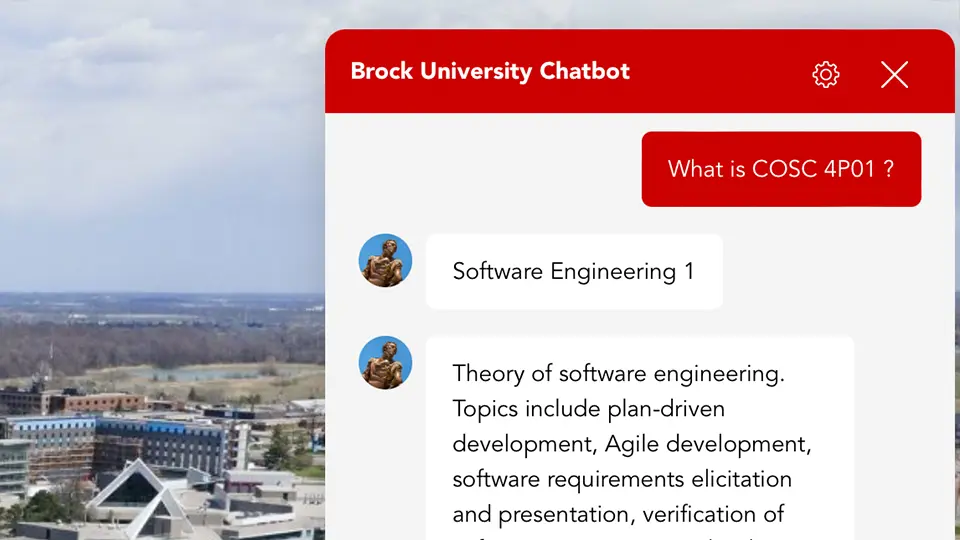 Brock University Chatbot
What is COSC 4P01 ?
Software Engineering 1
Theory of software engineering.
Topics include plan-driven
development, Agile development,
software requirements elicitation
and presentation, verification of